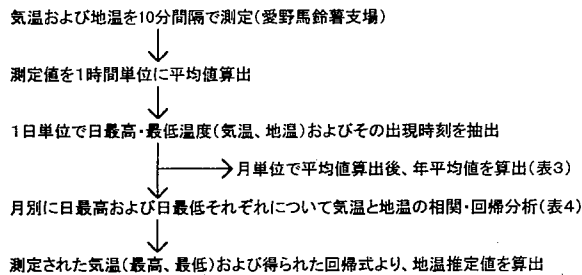 気温および地温を10分間隔で測定(愛野馬鈴薯支場)
測定値を1時間単位に平均値算出
1日単位で日最高・最低温度(気温、地温)およびその出現時刻を抽出
月単位で平均値算出後、年平均値を算出(表3)
月別に日最高および日最低それぞれについて気温と地温の相関・回帰分析(表4)
測定された気温(最高、最低)および得られた回帰式より、地温推定値を算出